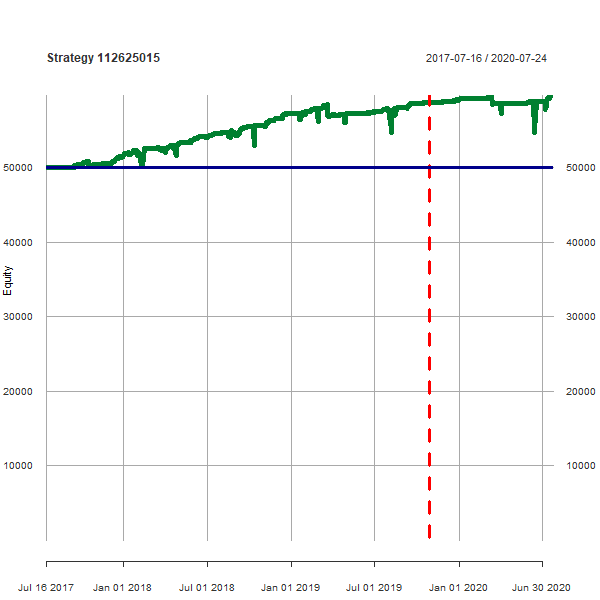 Strategy 112625015
2017-07-16 / 2020-07-24
50000 50000
40000 40000
Equity
30000 30000
20000 20000
10000 10000
Jul 16 2017 Jan 01 2018 Jul 01 2018 Jan 01 2019 Jul 01 2019 Jan 01 2020 Jun 30 2020